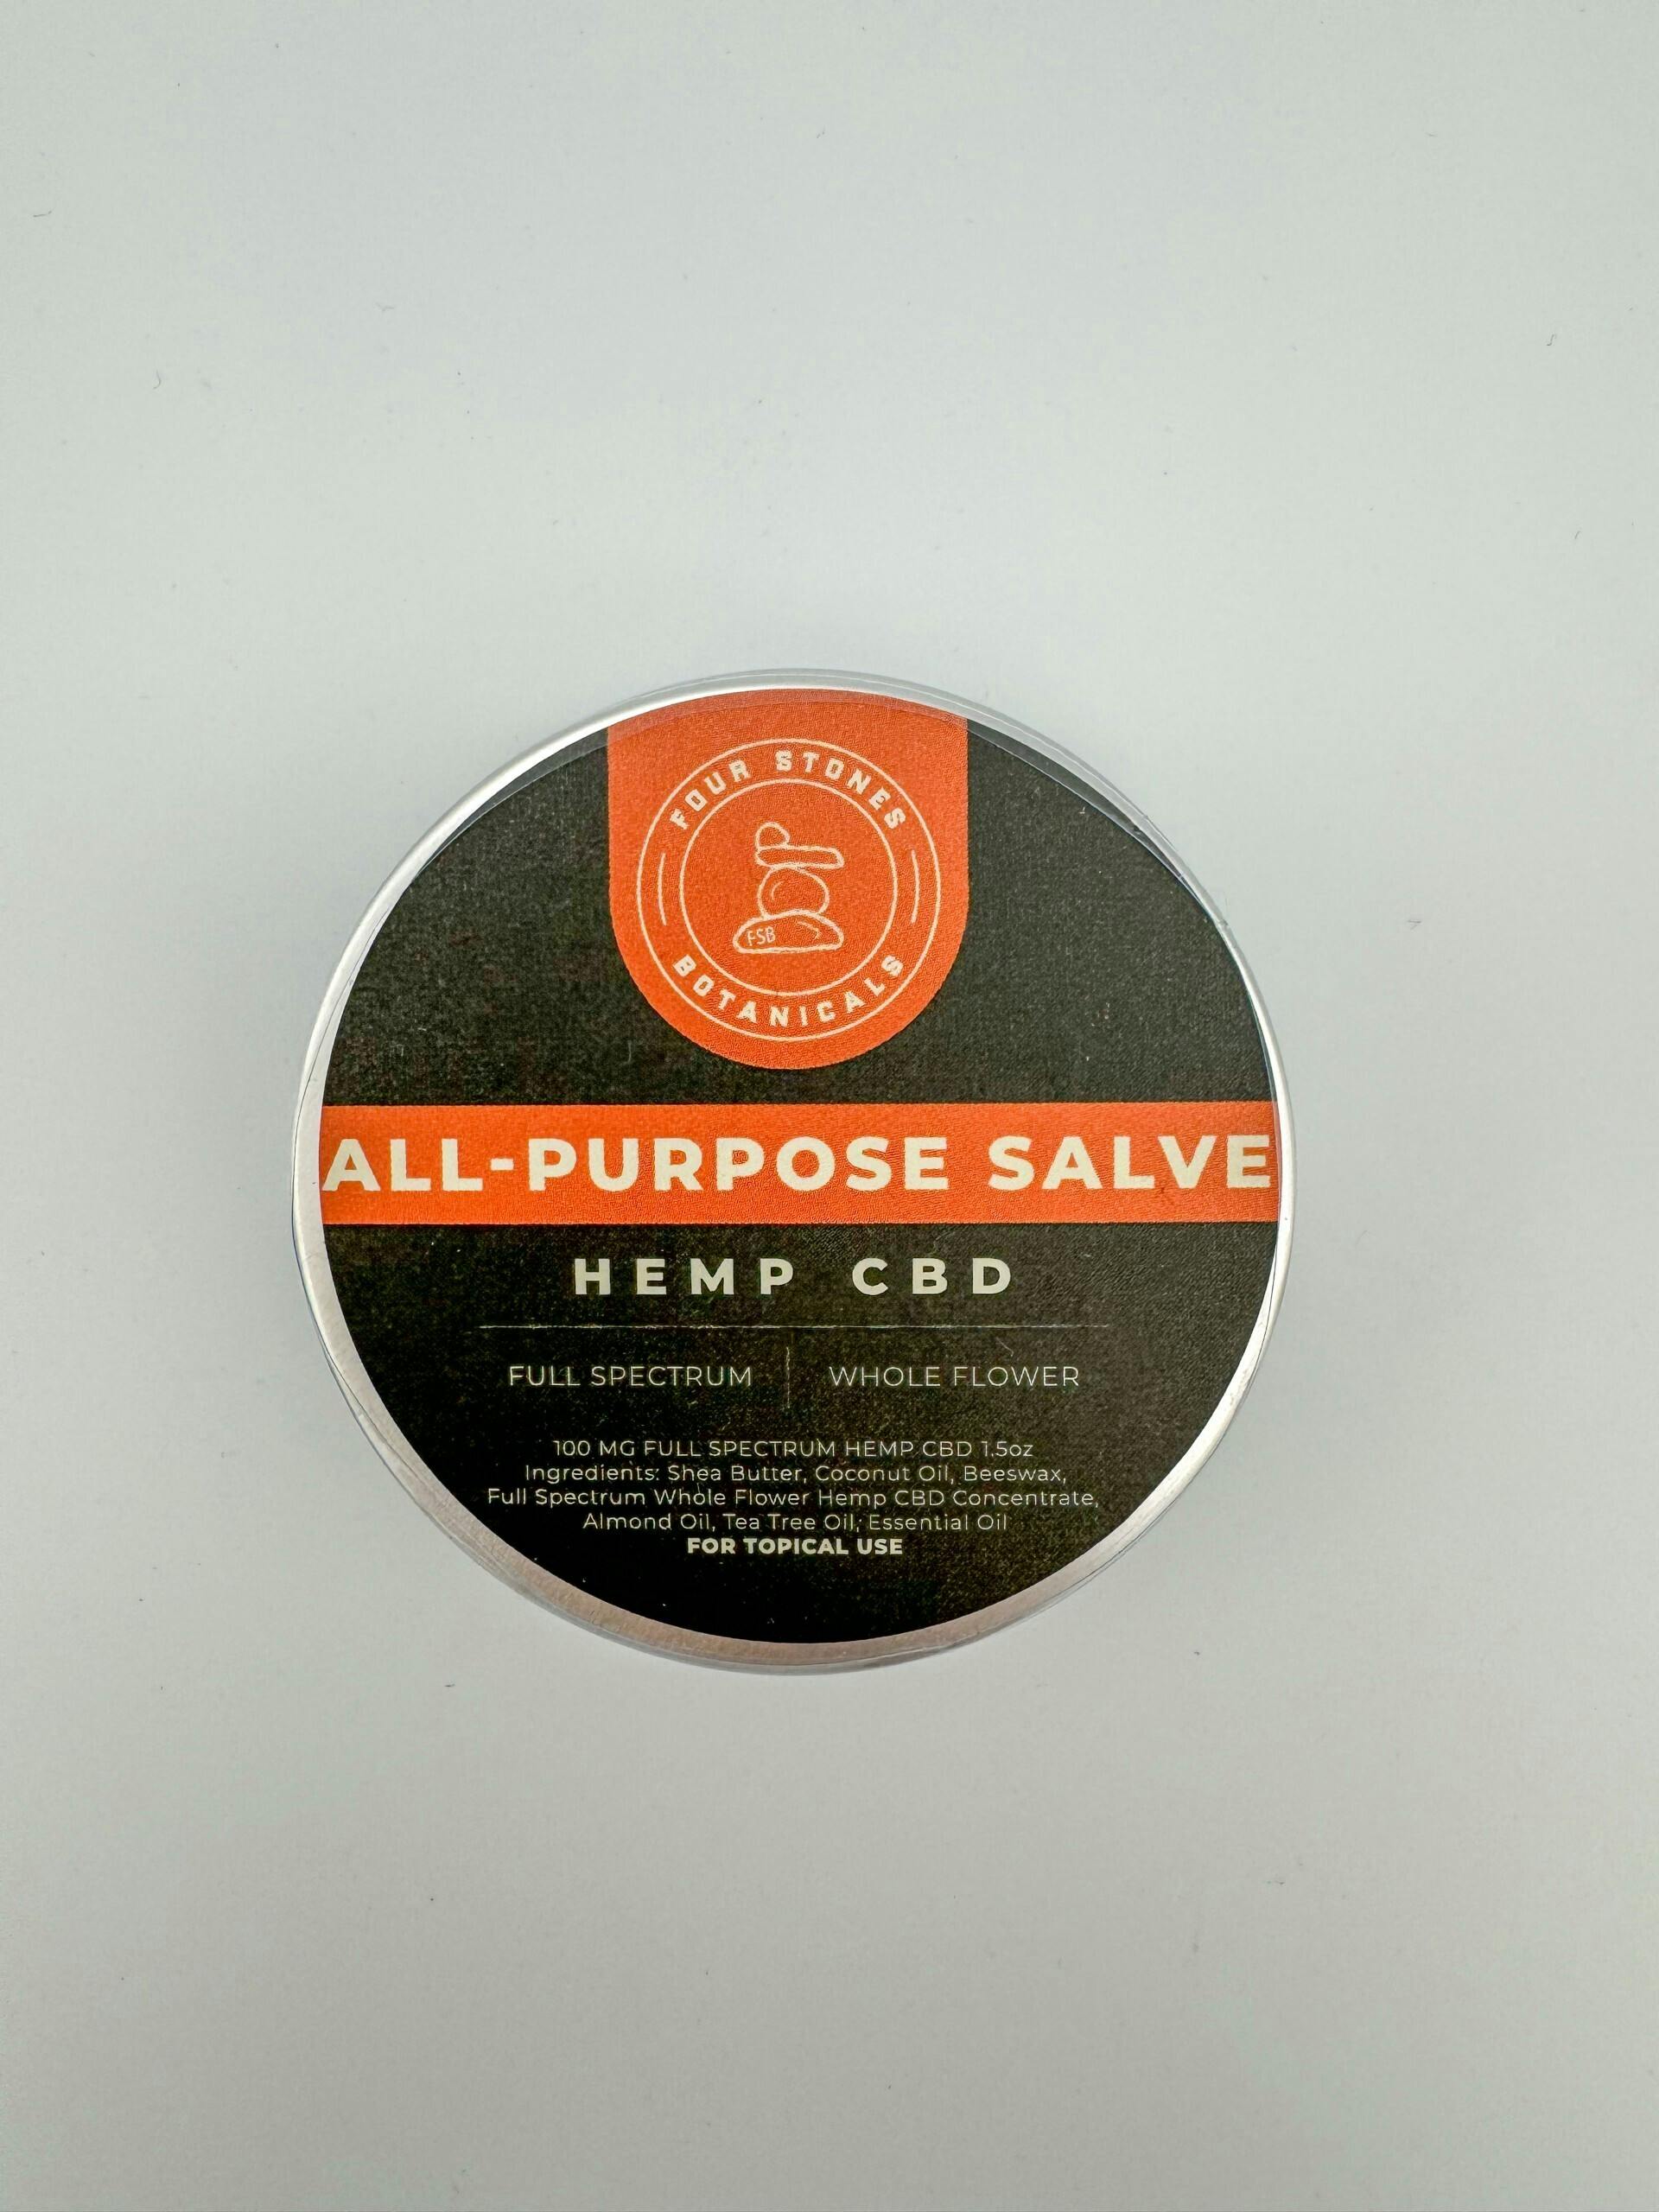 FOUR STONES
FSB
BOTANICALS
ALL-PURPOSE SALVE
HEMP CBD
FULL SPECTRUM | WHOLE FLOWER
100 MG FULL SPECTRUM HEMP CBD 1.5oz
Ingredients: Shea Butter, Coconut Oil, Beeswax,
Full Spectrum Whole Flower Hemp CBD Concentrate,
Almond Oil, Tea Tree Oil, Essential Oil
FOR TOPICAL USE